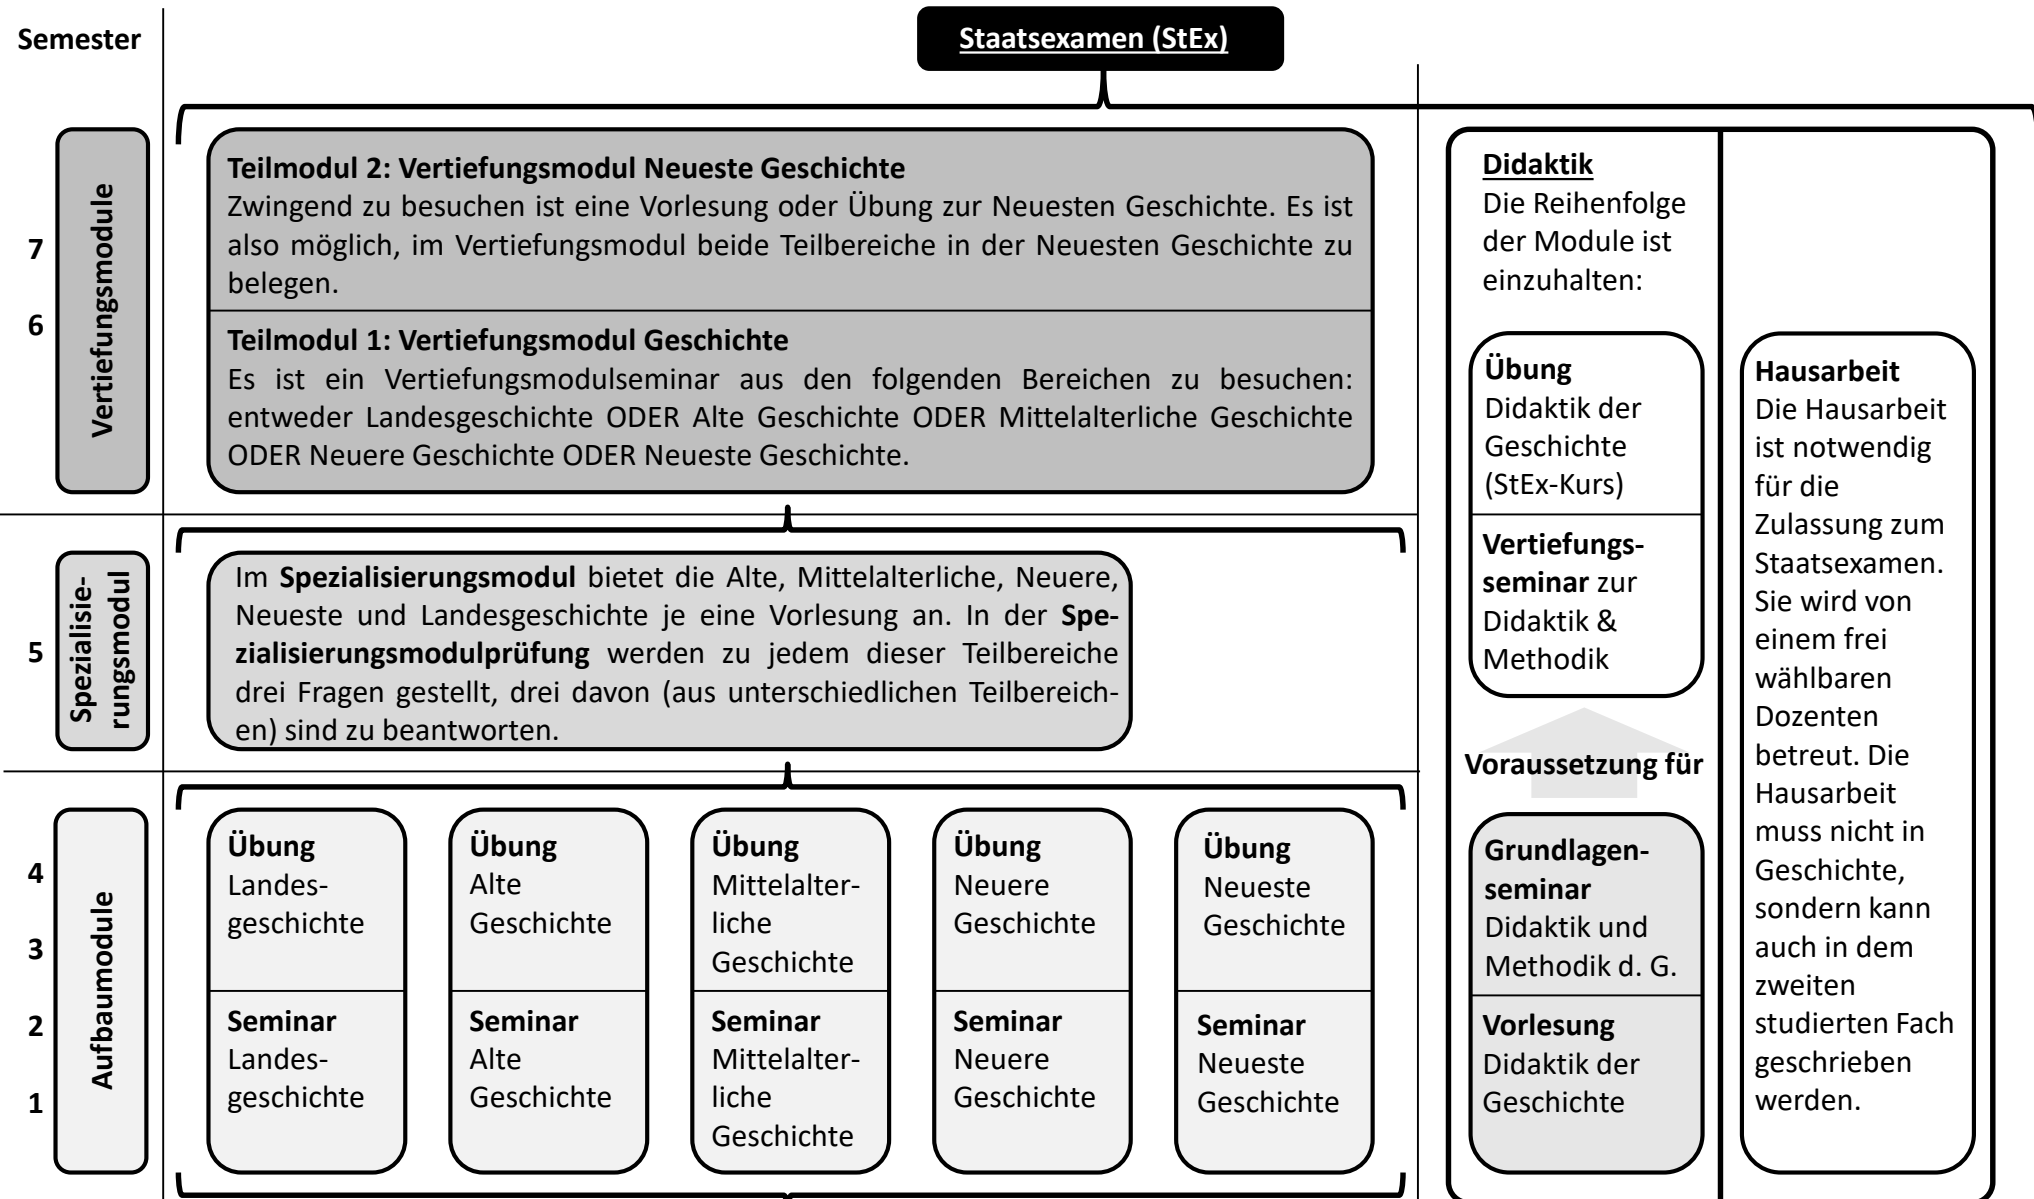 Semester
Staatsexamen (StEx)
7
6
Vertiefungsmodule
Teilmodul 2: Vertiefungsmodul Neueste Geschichte
Zwingend zu besuchen ist eine Vorlesung oder Übung zur Neuesten Geschichte. Es ist
also möglich, im Vertiefungsmodul beide Teilbereiche in der Neuesten Geschichte zu
belegen.
Teilmodul 1: Vertiefungsmodul Geschichte
Es ist ein Vertiefungsmodulseminar aus den folgenden Bereichen zu besuchen:
entweder Landesgeschichte ODER Alte Geschichte ODER Mittelalterliche Geschichte
ODER Neuere Geschichte ODER Neueste Geschichte.
5
Spezialisie-
rungsmodul
Im Spezialisierungsmodul bietet die Alte, Mittelalterliche, Neuere,
Neueste und Landesgeschichte je eine Vorlesung an. In der Spe-
zialisierungsmodulprüfung werden zu jedem dieser Teilbereiche
drei Fragen gestellt, drei davon (aus unterschiedlichen Teilbereich-
en) sind zu beantworten.
4
3
2
1
Aufbaumodule
Übung
Landes-
geschichte
Seminar
Landes-
geschichte
Übung
Alte
Geschichte
Seminar
Alte
Geschichte
Übung
Mittelalter-
liche
Geschichte
Seminar
Mittelalter-
liche
Geschichte
Übung
Neuere
Geschichte
Seminar
Neuere
Geschichte
Übung
Neueste
Geschichte
Seminar
Neueste
Geschichte
Didaktik
Die Reihenfolge
der Module ist
einzuhalten:
Übung
Didaktik der
Geschichte
(StEx-Kurs)
Vertiefungs-
seminar zur
Didaktik &
Methodik
Voraussetzung für
Grundlagen-
seminar
Didaktik und
Methodik d. G.
Vorlesung
Didaktik der
Geschichte
Hausarbeit
Die Hausarbeit
ist notwendig
für die
Zulassung zum
Staatsexamen.
Sie wird von
einem frei
wählbaren
Dozenten
betreut. Die
Hausarbeit
muss nicht in
Geschichte,
sondern kann
auch in dem
zweiten
studierten Fach
geschrieben
werden.